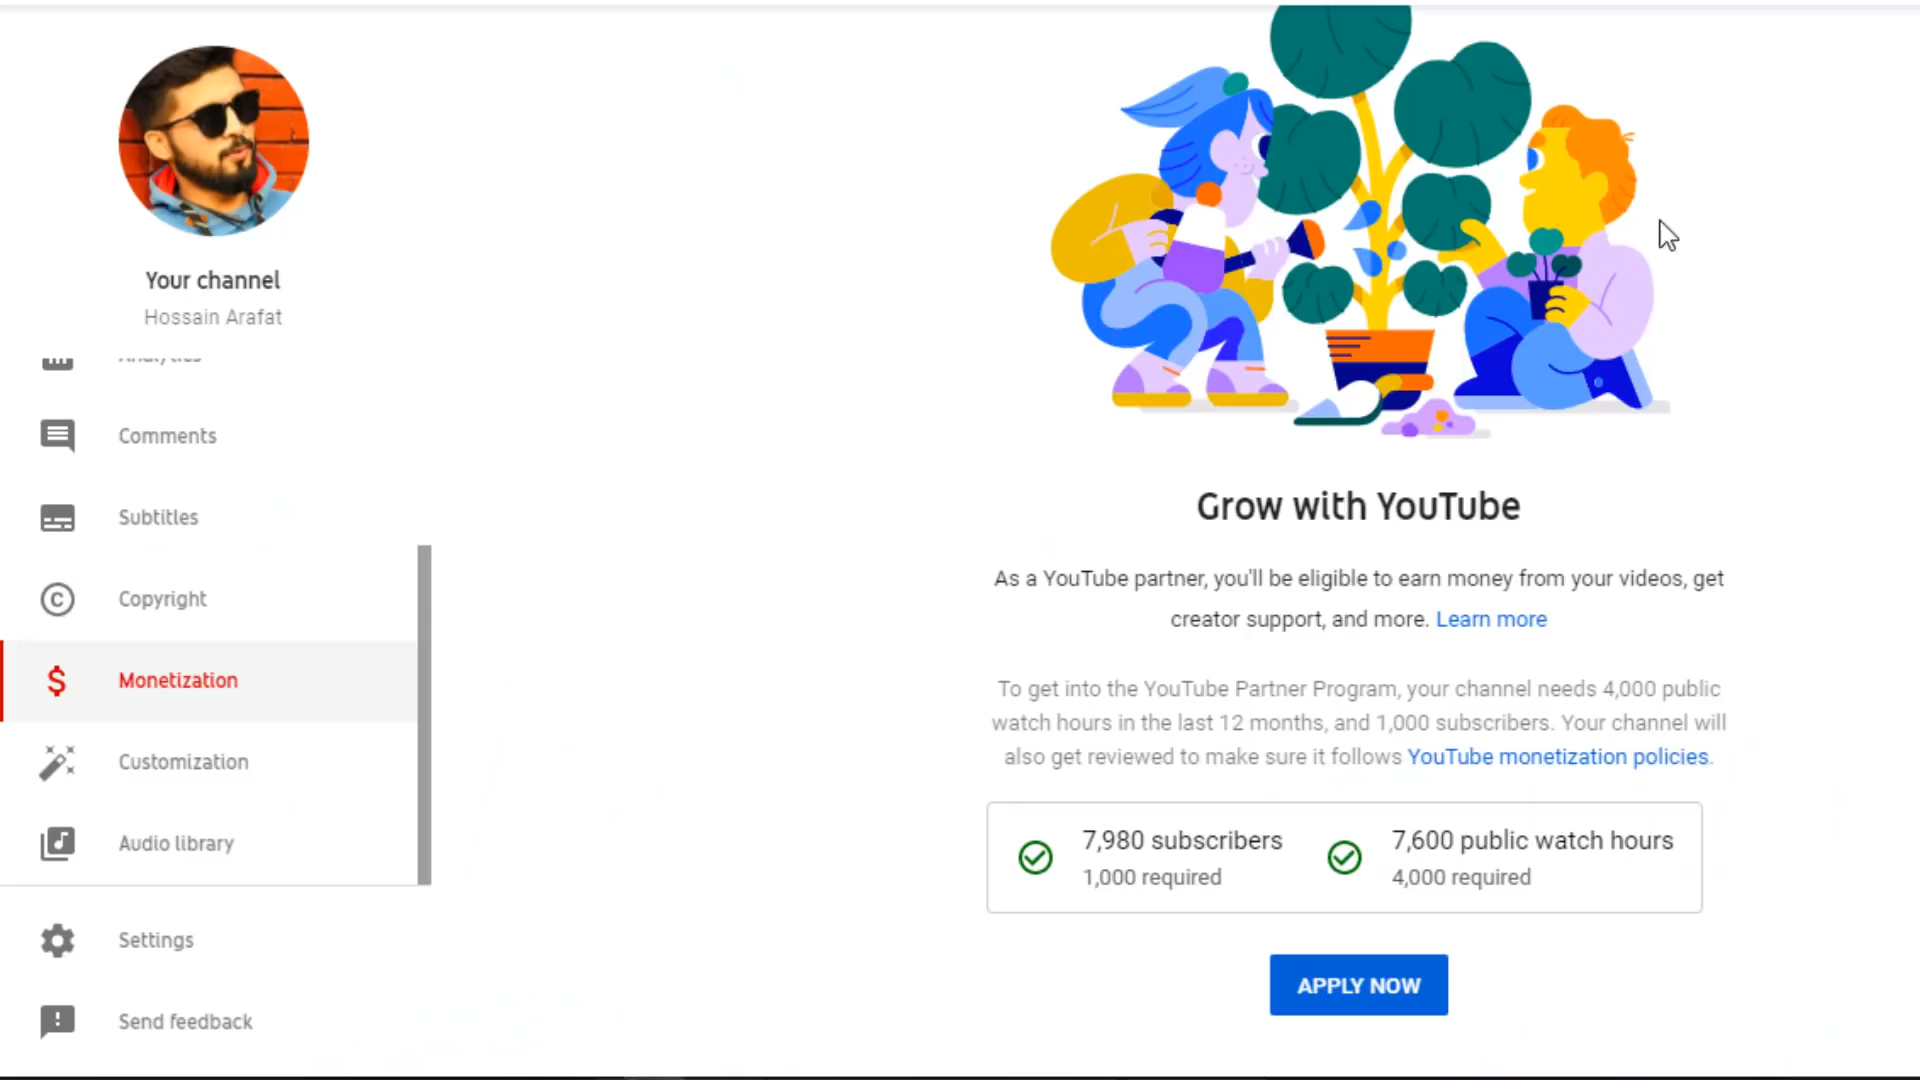 Your channel
Hossain Arafat
Analytics
Comments
Subtitles
Copyright
Monetization
Customization
Audio library
Settings
Send feedback
Grow with YouTube
As a YouTube partner, you'll be eligible to earn money from your videos, get
creator support, and more. Learn more
To get into the YouTube Partner Program, your channel needs 4,000 public
watch hours in the last 12 months, and 1,000 subscribers. Your channel will
also get reviewed to make sure it follows YouTube monetization policies.
7,980 subscribers
1,000 required
7,600 public watch hours
4,000 required
APPLY NOW